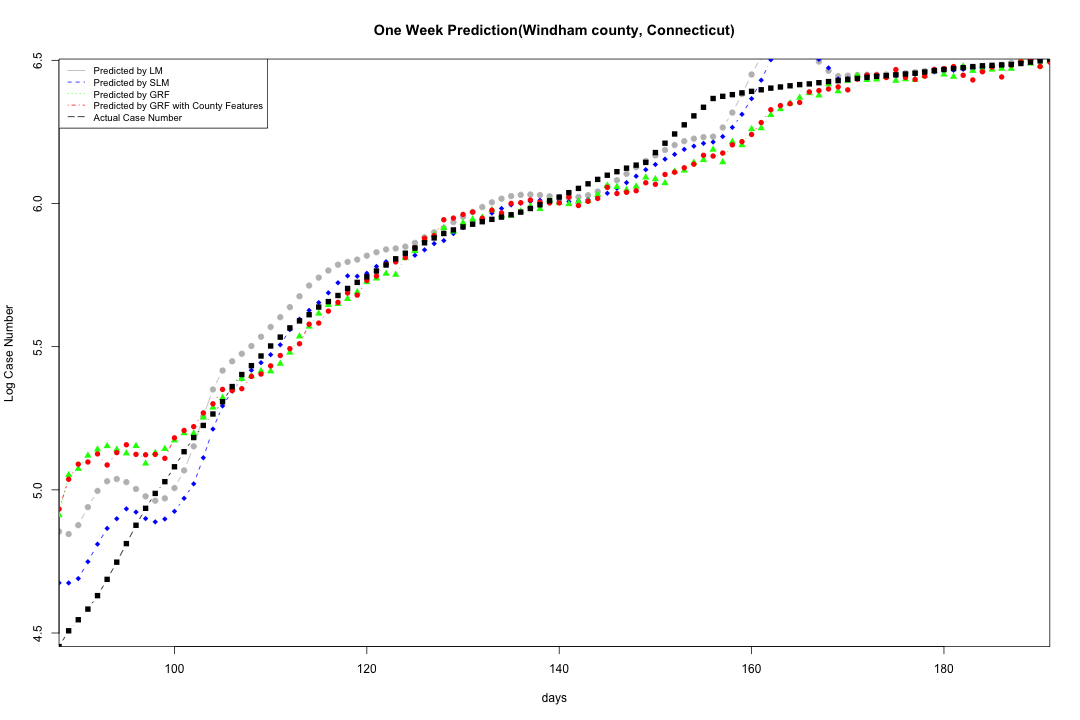 One Week Prediction(Windham county, Connecticut)
Predicted by LM
Predicted by SLM
Predicted by GRF
Predicted by GRF with County Features
Actual Case Number
6.5
6.0
5.5
5.0
4.5
Log Case Number
100 120 140 160 180
days